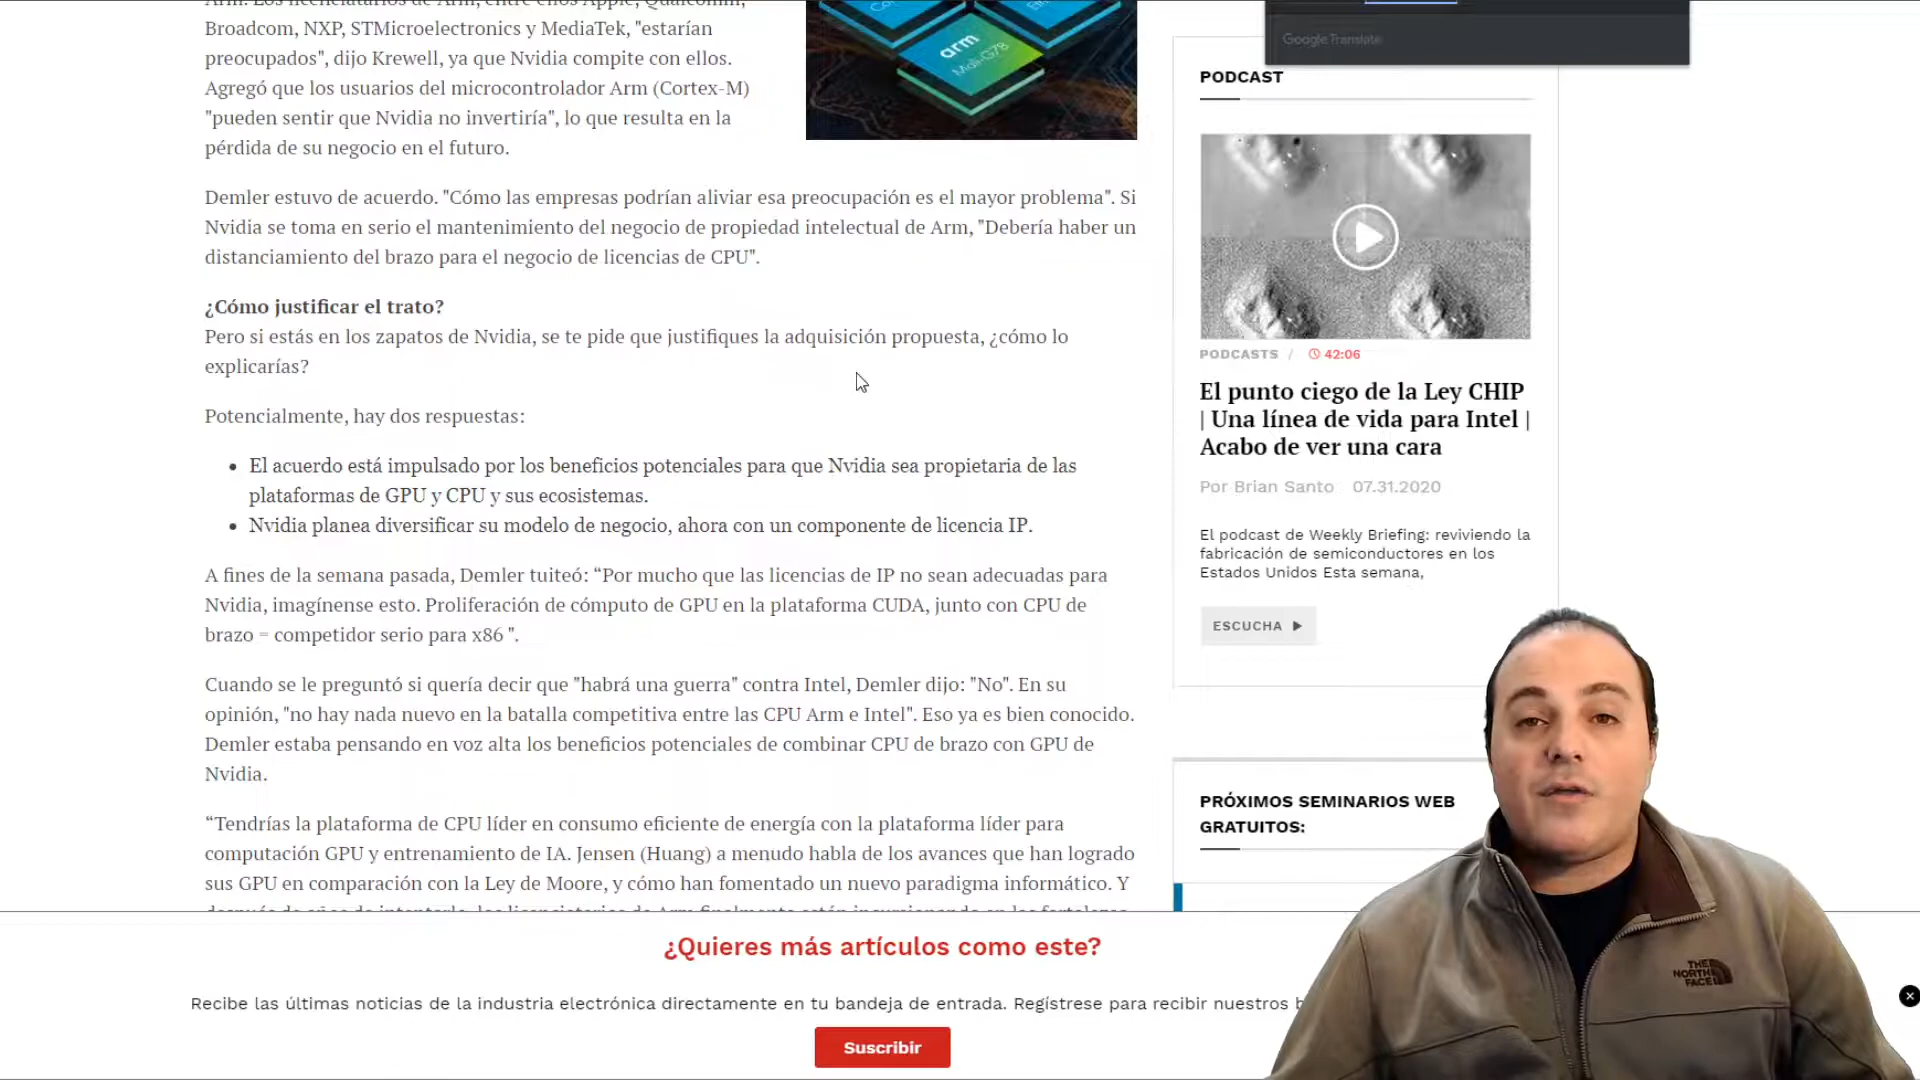 Arm. Los licenciatarios de Arm, entre ellos Apple, Qualcomm,
Broadcom, NXP, STMicroelectronics y MediaTek, "estarían
preocupados", dijo Krewell, ya que Nvidia compite con ellos.
Agregó que los usuarios del microcontrolador Arm (Cortex-M)
"pueden sentir que Nvidia no invertiría", lo que resulta en la
pérdida de su negocio en el futuro.
arm
Mali-G78
Demler estuvo de acuerdo. "Cómo las empresas podrían aliviar esa preocupación es el mayor problema". Si
Nvidia se toma en serio el mantenimiento del negocio de propiedad intelectual de Arm, "Debería haber un
distanciamiento del brazo para el negocio de licencias de CPU".
¿Cómo justificar el trato?
Pero si estás en los zapatos de Nvidia, se te pide que justifiques la adquisición propuesta, ¿cómo lo
explicarías?
Potencialmente, hay dos respuestas:
• El acuerdo está impulsado por los beneficios potenciales para que Nvidia sea propietaria de las
plataformas de GPU y CPU y sus ecosistemas.
• Nvidia planea diversificar su modelo de negocio, ahora con un componente de licencia IP.
A fines de la semana pasada, Demler tuiteó: “Por mucho que las licencias de IP no sean adecuadas para
Nvidia, imagínense esto. Proliferación de cómputo de GPU en la plataforma CUDA, junto con CPU de
brazo = competidor serio para x86 ”.
Cuando se le preguntó si quería decir que "habrá una guerra" contra Intel, Demler dijo: "No". En su
opinión, "no hay nada nuevo en la batalla competitiva entre las CPU Arm e Intel". Eso ya es bien conocido.
Demler estaba pensando en voz alta los beneficios potenciales de combinar CPU de brazo con GPU de
Nvidia.
“Tendrías la plataforma de CPU líder en consumo eficiente de energía con la plataforma líder para
computación GPU y entrenamiento de IA. Jensen (Huang) a menudo habla de los avances que han logrado
sus GPU en comparación con la Ley de Moore, y cómo han fomentado un nuevo paradigma informático. Y
Google Translate
PODCAST
PODCASTS / 42:06
El punto ciego de la Ley CHIP
| Una línea de vida para Intel |
Acabo de ver una cara
Por Brian Santo 07.31.2020
El podcast de Weekly Briefing: reviviendo la
fabricación de semiconductores en los
Estados Unidos Esta semana,
ESCUCHA
PRÓXIMOS SEMINARIOS WEB
GRATUITOS:
¿Quieres más artículos como este?
Recibe las últimas noticias de la industria electrónica directamente en tu bandeja de entrada. Regístrese para recibir nuestros
Suscribir
THE
NORTH
FACE